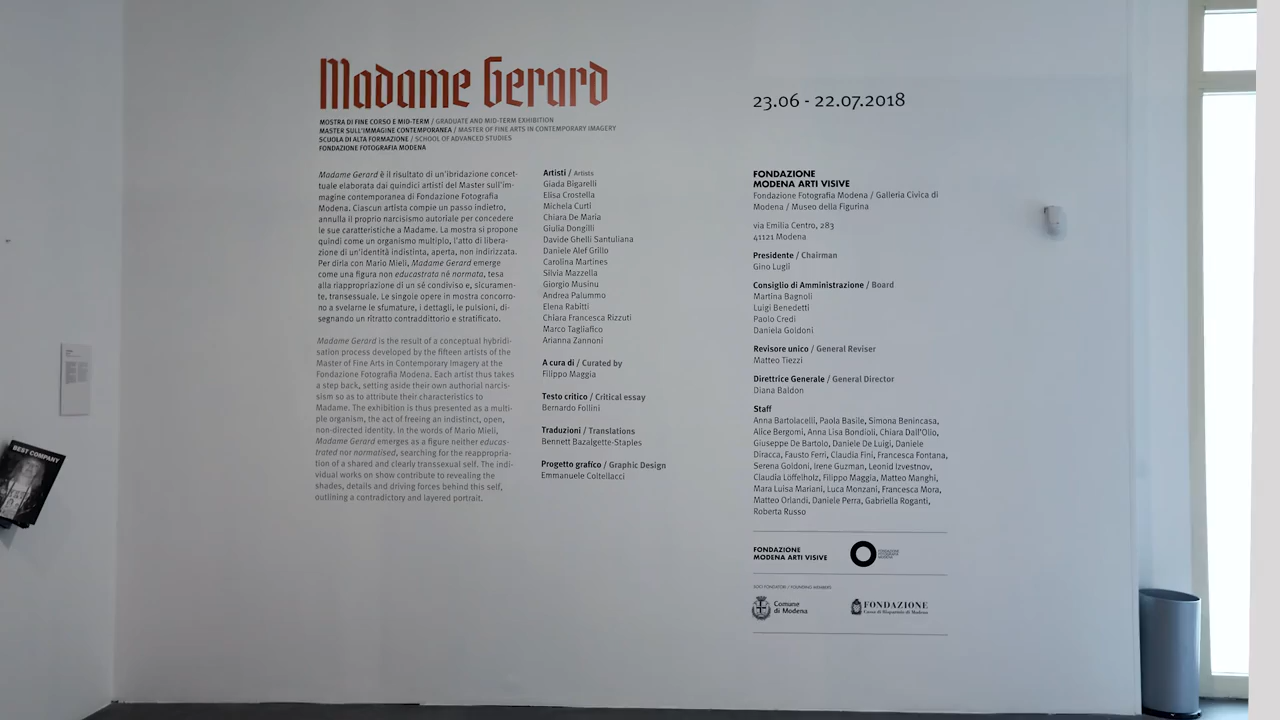 Madame Gerard
MOSTRA DI FINE CORSO E MID-TERM / GRADUATE AND MID-TERM EXHIBITION
MASTER SULL'IMMAGINE CONTEMPORANEA / MASTER OF FINE ARTS IN CONTEMPORARY IMAGERY
SCUOLA DI ALTA FORMAZIONE / SCHOOL OF ADVANCED STUDIES
FONDAZIONE FOTOGRAFIA MODENA
Madame Gerard è il risultato di un'ibridazione concet-
tuale elaborata dai quindici artisti del Master sull'im-
magine contemporanea di Fondazione Fotografia
Modena. Ciascun artista compie un passo indietro,
annulla il proprio narcisismo autoriale per concedere
le sue caratteristiche a Madame. La mostra si propone
quindi come un organismo multiplo, l'atto di libera-
zione di un'identità indistinta, aperta, non indirizzata.
Per dirla con Mario Mieli, Madame Gerard emerge
come una figura non educastrata né normata, tesa
alla riappropriazione di un sé condiviso e, sicuramen-
te, transessuale. Le singole opere in mostra concorro-
no a svelarne le sfumature, i dettagli, le pulsioni, di-
segnando un ritratto contraddittorio e stratificato.
Madame Gerard is the result of a conceptual hybridi-
sation process developed by the fifteen artists of the
Master of Fine Arts in Contemporary Imagery at the
Fondazione Fotografia Modena. Each artist thus takes
a step back, setting aside their own authorial narcis-
sism so as to attribute their characteristics to
Madame. The exhibition is thus presented as a multi-
ple organism, the act of freeing an indistinct, open,
non-directed identity. In the words of Mario Mieli,
Madame Gerard emerges as a figure neither educas-
trated nor normatised, searching for the reappropria-
tion of a shared and clearly transsexual self. The indi-
vidual works on show contribute to revealing the
shades, details and driving forces behind this self,
outlining a contradictory and layered portrait.
Artisti / Artists
Giada Bigarelli
Elisa Crostella
Michela Curti
Chiara De Maria
Giulia Dongilli
Davide Ghelli Santuliana
Daniele Alef Grillo
Carolina Martines
Silvia Mazzella
Giorgio Musinu
Andrea Palummo
Elena Rabitti
Chiara Francesca Rizzuti
Marco Tagliafico
Arianna Zannoni
A cura di / Curated by
Filippo Maggia
Testo critico / Critical essay
Bernardo Follini
Traduzioni / Translations
Bennett Bazalgette-Staples
Progetto grafico / Graphic Design
Emmanuele Coltellacci
23.06 - 22.07.2018
FONDAZIONE
MODENA ARTI VISIVE
Fondazione Fotografia Modena / Galleria Civica di
Modena / Museo della Figurina
via Emilia Centro, 283
41121 Modena
Presidente / Chairman
Gino Lugli
Consiglio di Amministrazione / Board
Martina Bagnoli
Luigi Benedetti
Paolo Credi
Daniela Goldoni
Revisore unico / General Reviser
Matteo Tiezzi
Direttrice Generale / General Director
Diana Baldon
Staff
Anna Bartolacelli, Paola Basile, Simona Benincasa,
Alice Bergomi, Anna Lisa Bondioli, Chiara Dall'Olio,
Giuseppe De Bartolo, Daniele De Luigi, Daniele
Diracca, Fausto Ferri, Claudia Fini, Francesca Fontana,
Serena Goldoni, Irene Guzman, Leonid Izvestnov,
Claudia Löffelholz, Filippo Maggia, Matteo Manghi,
Mara Luisa Mariani, Luca Monzani, Francesca Mora,
Matteo Orlandi, Daniele Perra, Gabriella Roganti,
Roberta Russo
FONDAZIONE
MODENA ARTI VISIVE
FONDAZIONE
FOTOGRAFIA
MODENA
SOCI FONDATORI / FOUNDING MEMBERS
Comune
di Modena
FONDAZIONE
Cassa di Risparmio di Modena
BEST COMPANY